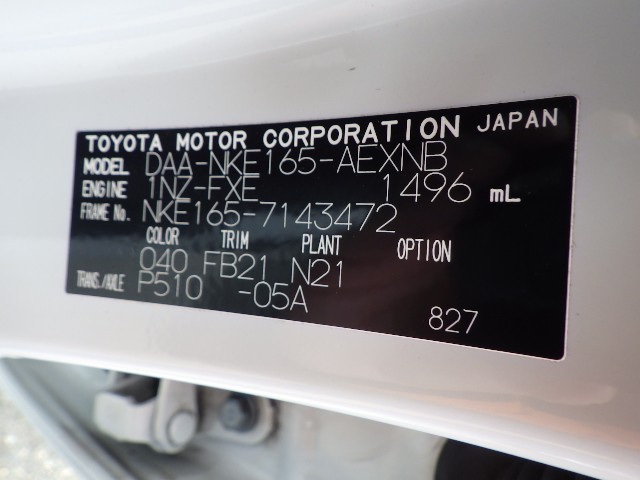 TOYOTA MOTOR CORPORATION JAPAN
MODEL DAA-NKE165-AEXNB
ENGINE 1NZ-FXE 1496 mL
FRAME No. NKE165-7143472
COLOR TRIM PLANT OPTION
040 FB21 N21
TRANS./AXLE P510 -05A
827